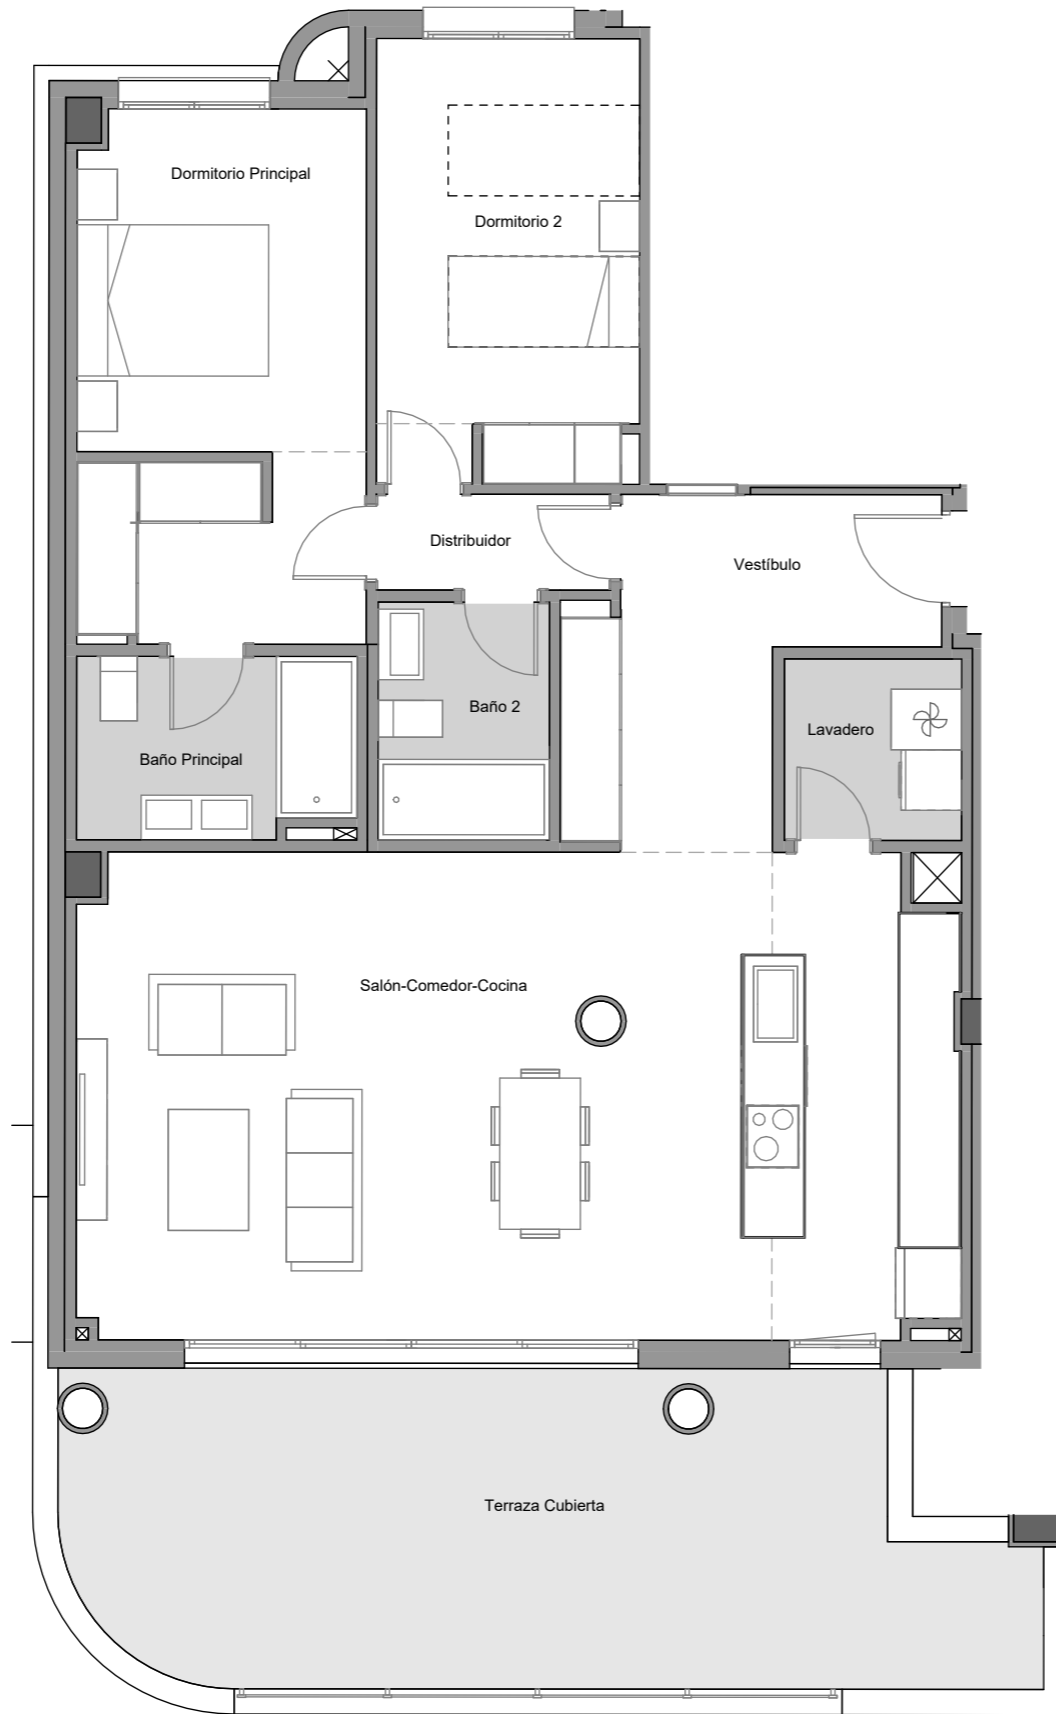 Dormitorio Principal
Dormitorio 2
Distribuidor
Vestíbulo
Baño 2
Lavadero
Baño Principal
Salón-Comedor-Cocina
Terraza Cubierta